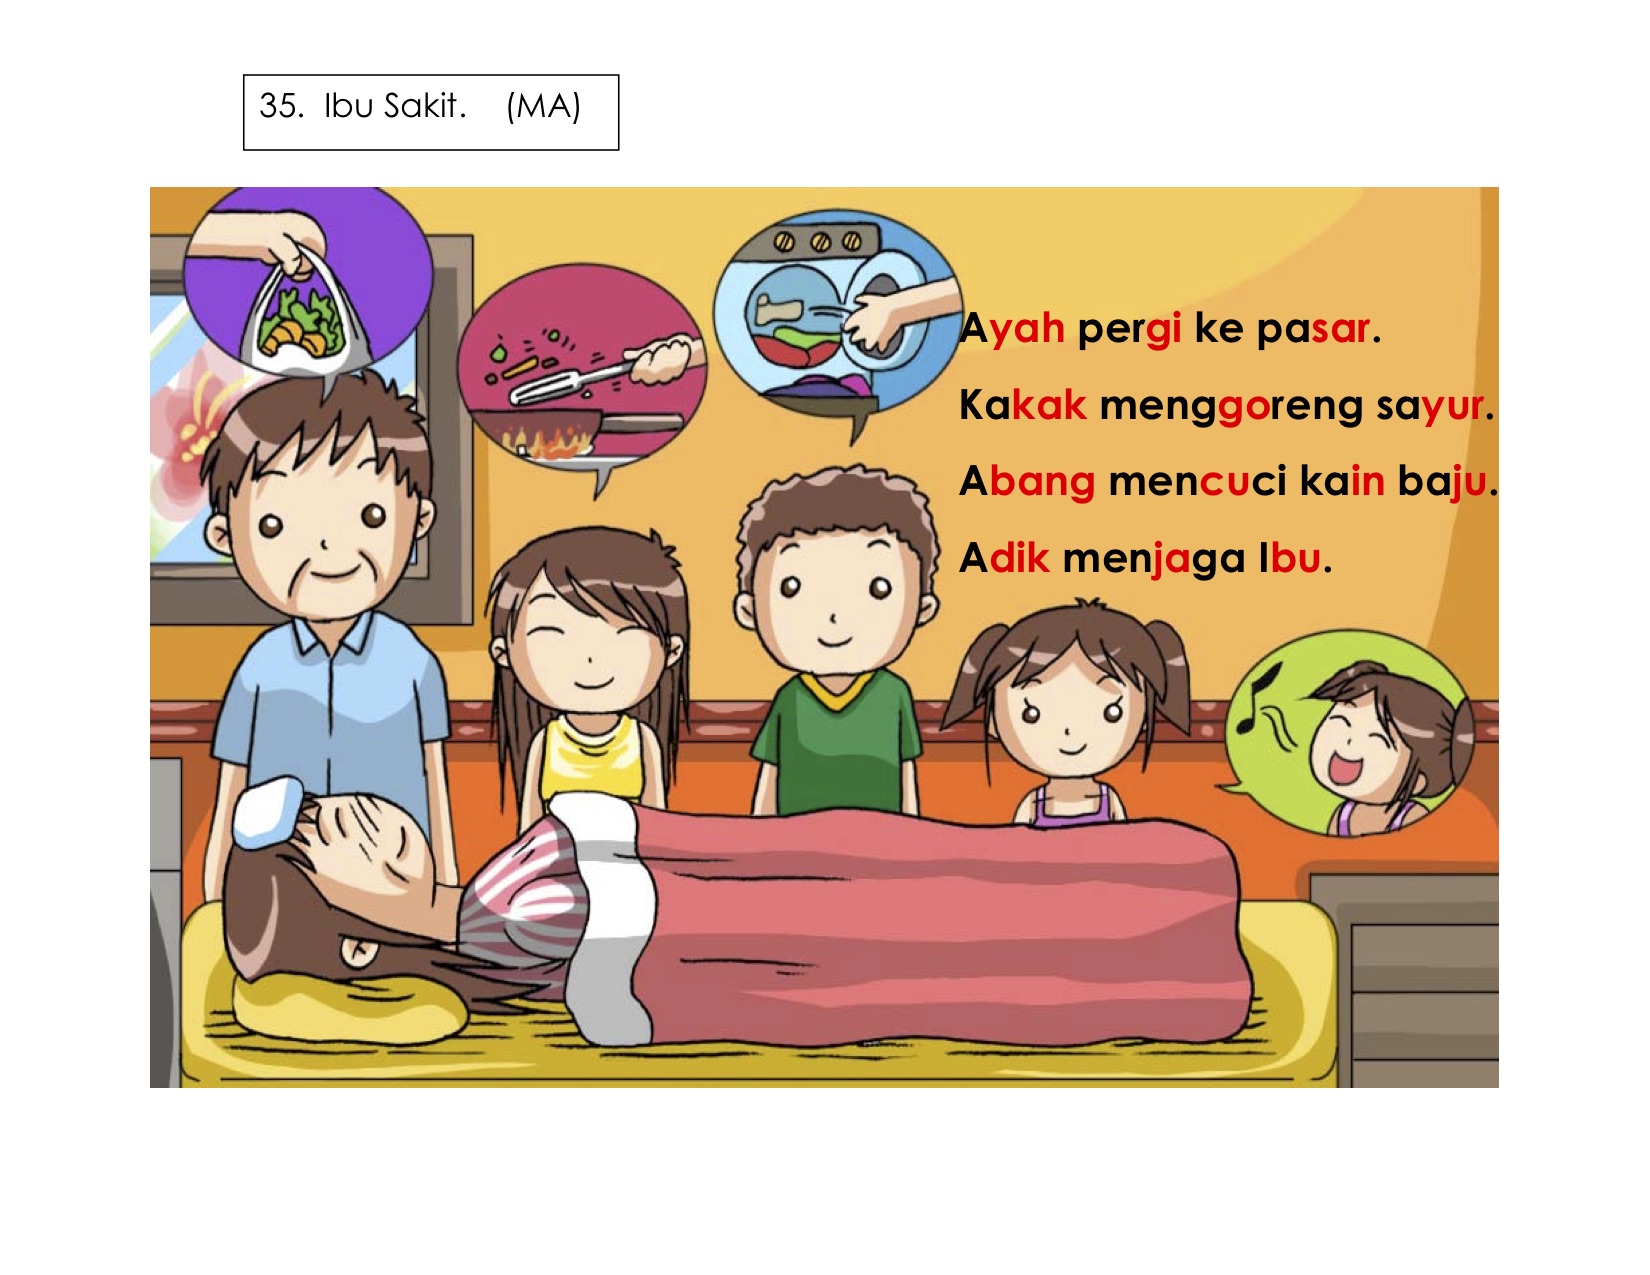 35. Ibu Sakit. (MA)
Ayah pergi ke pasar.
Kakak menggoreng sayur.
Abang mencuci kain baju.
Adik menjaga Ibu.